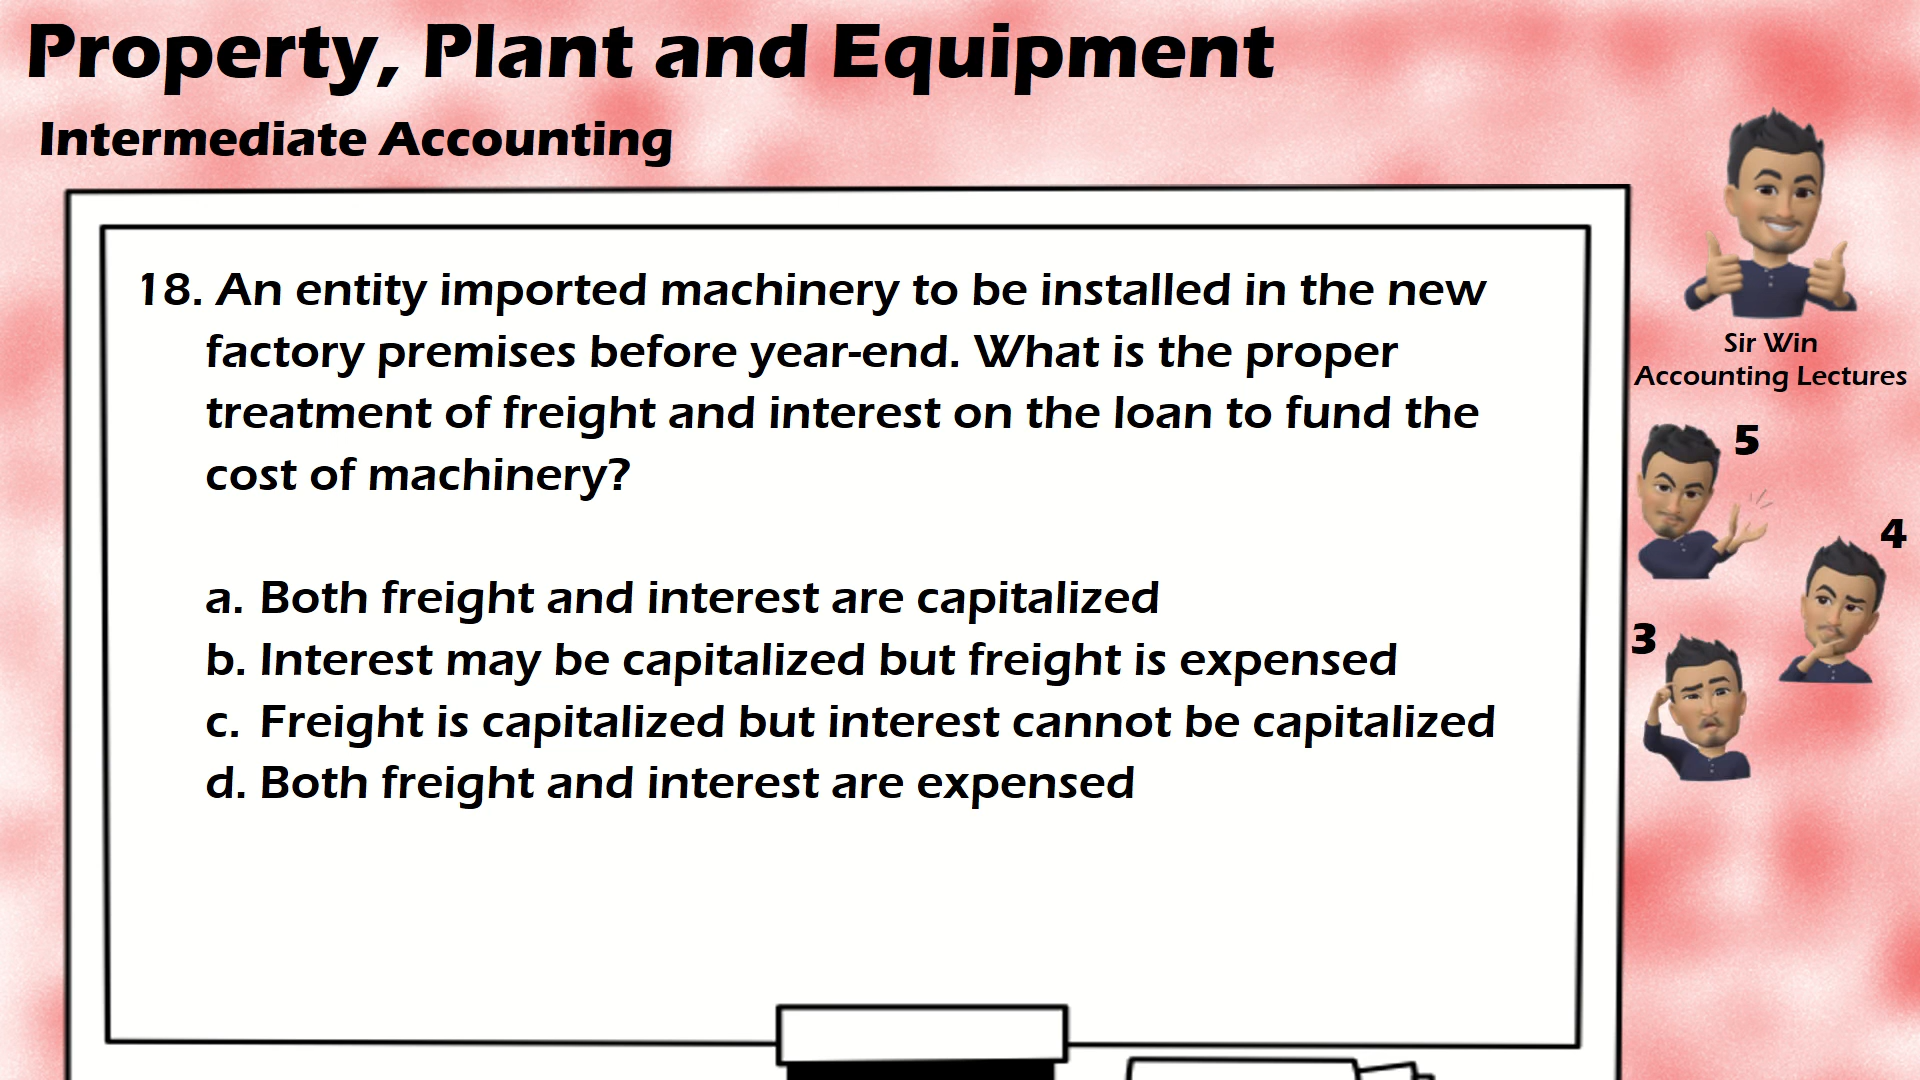 Property, Plant and Equipment
Intermediate Accounting
18. An entity imported machinery to be installed in the new
factory premises before year-end. What is the proper
treatment of freight and interest on the loan to fund the
cost of machinery?
a. Both freight and interest are capitalized
b. Interest may be capitalized but freight is expensed
c. Freight is capitalized but interest cannot be capitalized
d. Both freight and interest are expensed
Sir Win
Accounting Lectures
5
4
3